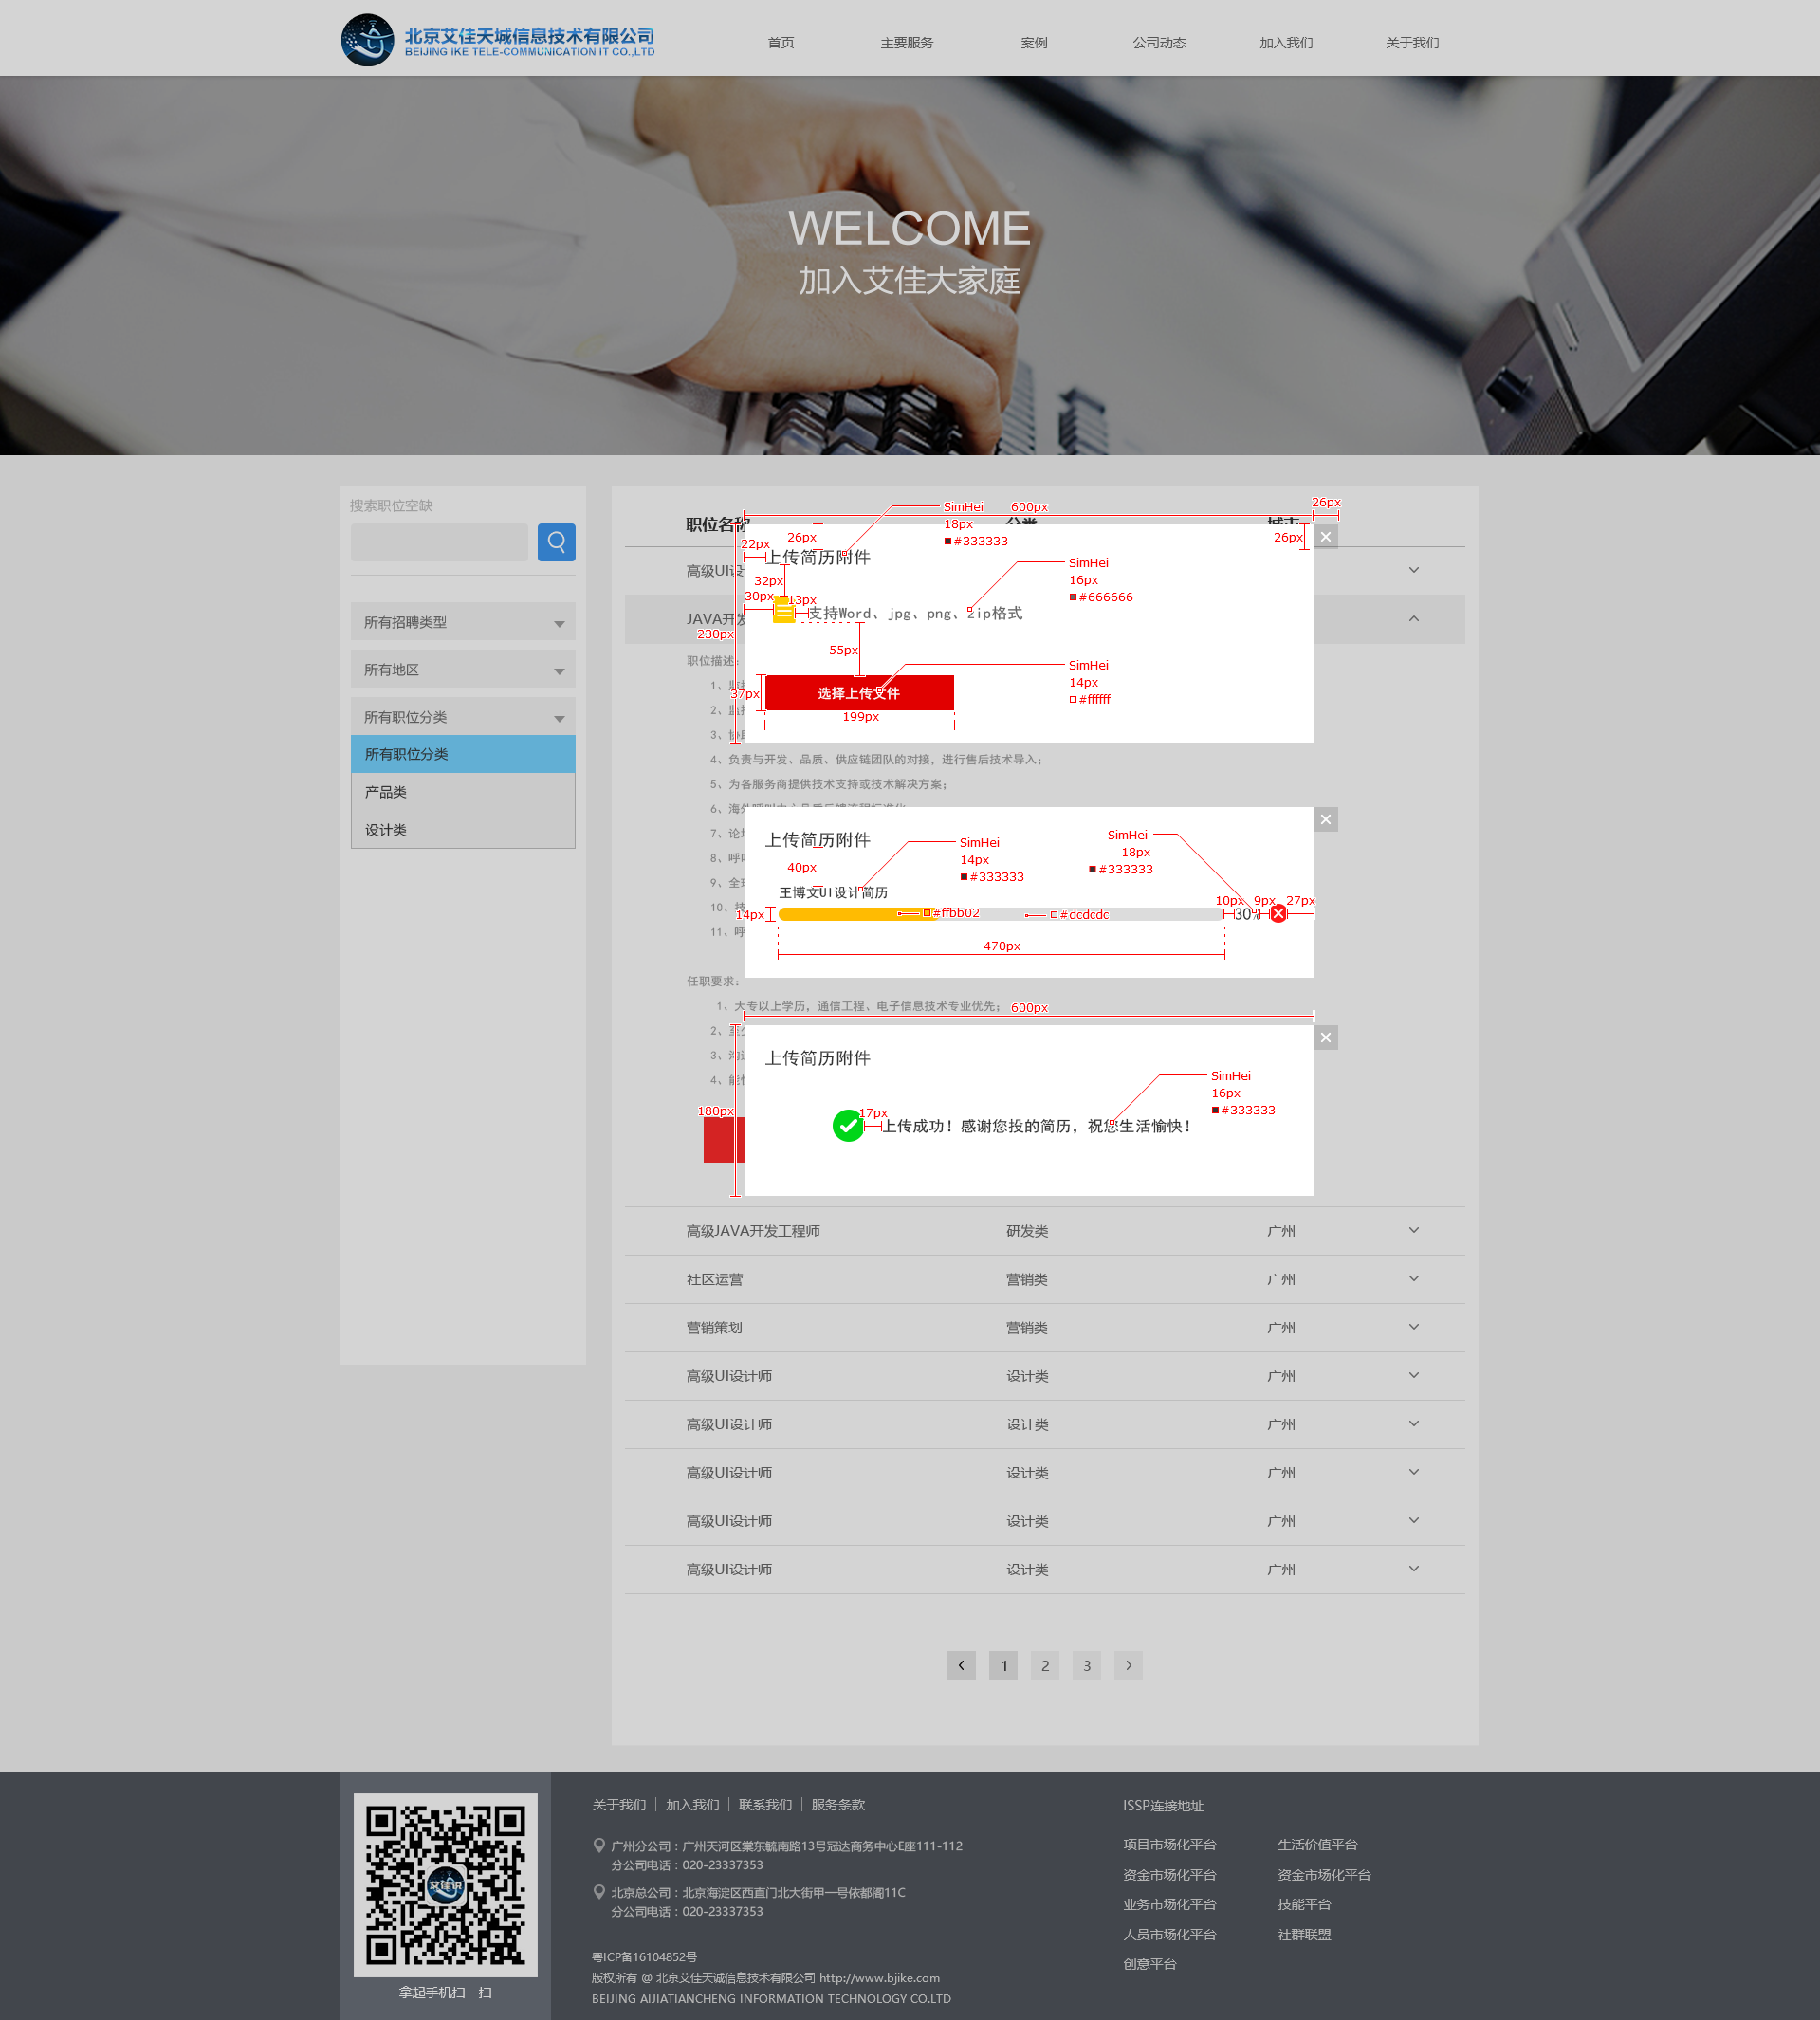 北京艾佳天诚信息技术有限公司
BEIJING IKE TELE-COMMUNICATION IT CO.,LTD
首页 主要服务 案例 公司动态 加入我们 关于我们
WELCOME
加入艾佳大家庭
搜索职位空缺
所有招聘类型
所有地区
所有职位分类
所有职位分类
产品类
设计类
职位名称 分类 城市
SimHei 600px 26px
18px
#333333
26px 26px
22px
上传简历附件
高级UI设
SimHei
16px
#666666
32px
30px 13px
支持Word、jpg、png、zip格式
JAVA开发
230px
55px
职位描述:
SimHei
14px
#ffffff
37px
选择上传文件
199px
1、
2、监
3、协
4、负责与开发、品质、供应链团队的对接，进行售后技术导入；
5、为各服务商提供技术支持或技术解决方案；
6、海外呼叫中心品质反馈流程标准化
7、论
8、呼
9、全
10、技
11、呼
上传简历附件
40px
SimHei
14px
#333333
SimHei
18px
#333333
王博文UI设计简历
14px #ffbb02 #dcdcdc 10px 30% 9px 27px
470px
任职要求：
1、大专以上学历，通信工程、电子信息技术专业优先；
600px
2、至
3、沟
4、能
上传简历附件
SimHei
16px
#333333
180px
17px
上传成功！感谢您投的简历，祝您生活愉快！
高级JAVA开发工程师 研发类 广州
社区运营 营销类 广州
营销策划 营销类 广州
高级UI设计师 设计类 广州
高级UI设计师 设计类 广州
高级UI设计师 设计类 广州
高级UI设计师 设计类 广州
高级UI设计师 设计类 广州
1 2 3
艾佳IT
拿起手机扫一扫
关于我们 | 加入我们 | 联系我们 | 服务条款
广州分公司：广州天河区棠东毓南路13号冠达商务中心E座111-112
分公司电话：020-23337353
北京总公司：北京海淀区西直门北大街甲一号依都阁11C
分公司电话：020-23337353
粤ICP备16104852号
版权所有 @ 北京艾佳天诚信息技术有限公司 http://www.bjike.com
BEIJING AIJIATIANCHENG INFORMATION TECHNOLOGY CO.LTD
ISSP连接地址
项目市场化平台 生活价值平台
资金市场化平台 资金市场化平台
业务市场化平台 技能平台
人员市场化平台 社群联盟
创意平台